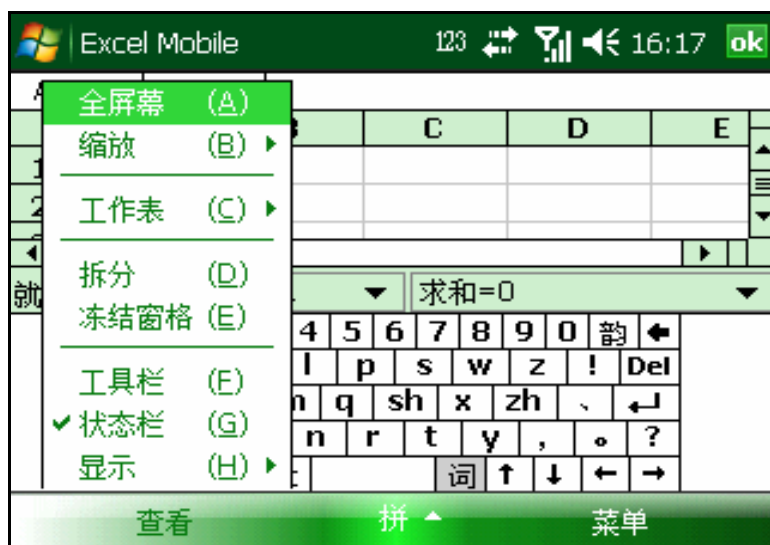 Excel Mobile 123 16:17 ok
全屏幕 (A)
缩放 (B)
工作表 (C)
拆分 (D)
冻结窗格 (E)
工具栏 (F)
状态栏 (G)
显示 (H)
C D E
1
2
就 求和=0
4 5 6 7 8 9 0 韵
l p s w z ! Del
q sh x zh 、
n r t y , 。 ?
词 ↑ ↓ ← →
查看 拼 菜单